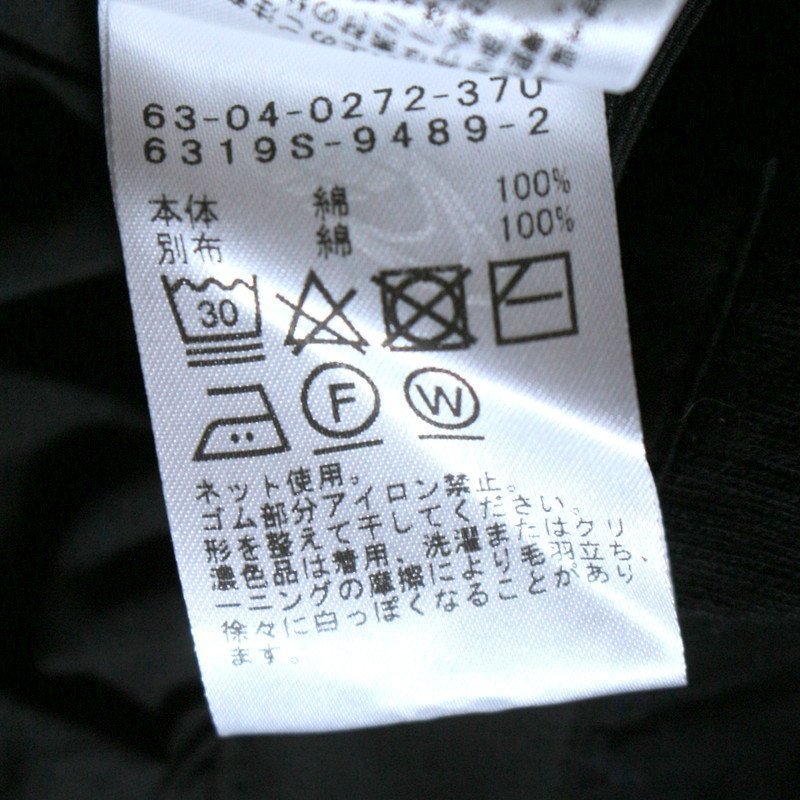 63-04-0272-370
6319S-9489-2
本体 綿 100%
別布 綿 100%
30
F W
ネット使用。
ゴム部分アイロン禁止。
形を整えて干してください。
濃色品は着用、洗濯または
一ニングの摩擦により毛羽立ち、
徐々に白っぽくなることがあり
ます。